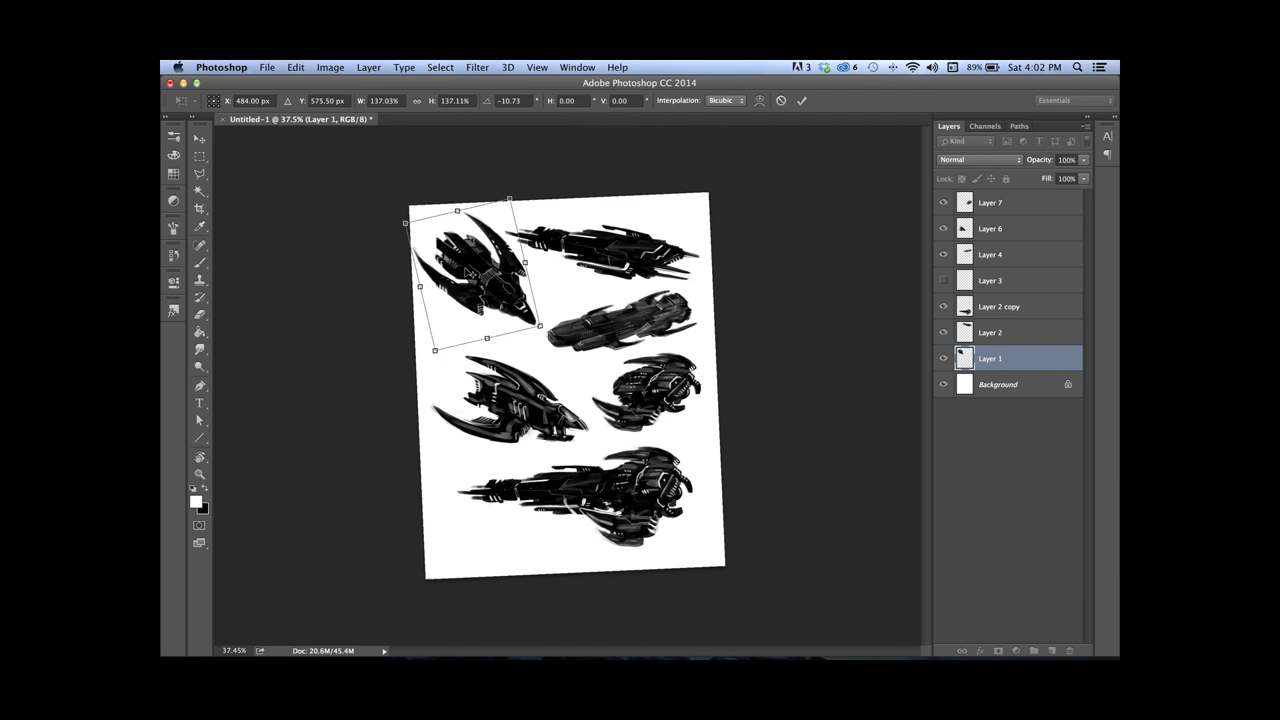 Photoshop File Edit Image Layer Type Select Filter 3D View Window Help 3 6 89% Sat 4:02 PM
Adobe Photoshop CC 2014
X: 484.00 px Y: 575.50 px W: 137.03% H: 137.11% -10.73 ° H: 0.00 ° V: 0.00 ° Interpolation: Bicubic Essentials
Untitled-1 @ 37.5% (Layer 1, RGB/8) *
Layers Channels Paths
Kind
Normal Opacity: 100%
Lock: Fill: 100%
Layer 7
Layer 6
Layer 4
Layer 3
Layer 2 copy
Layer 2
Layer 1
Background
37.45% Doc: 20.6M/45.4M